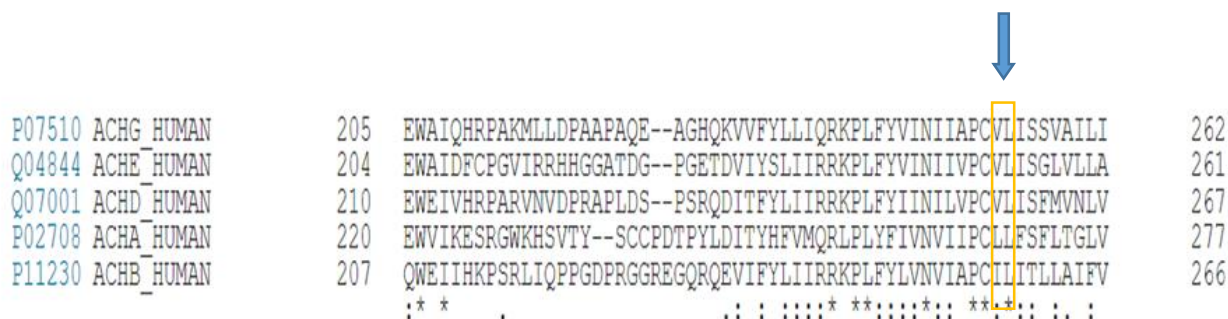 P07510 ACHG_HUMAN 205 EWAIQHRPAKMLLDPAAPAQE--AGHQKVVFYLLIQRKPLFYVINIIAPCVLISSVAILI 262
Q04844 ACHE_HUMAN 204 EWAIDFCPGVIRRHHGGATDG--PGETDVIYSLIIRRKPLFYVINIIVPCVLISGLVLLA 261
Q07001 ACHD_HUMAN 210 EWEIVHRPARVNVDPRAPLDS--PSRQDITFYLIIRRKPLFYIINILVPCVLISFMVNLV 267
P02708 ACHA_HUMAN 220 EWVIKESRGWKHSVTY--SCCPDTPYLDITYHFVMQRLPLYFIVNVIIPCLLFSFLTGLV 277
P11230 ACHB_HUMAN 207 QWEIIHKPSRLIQPPGDPRGGREGQRQEVIFYLIIRRKPLFYLVNVIAPCILITLLAIFV 266
:* * . :: : ::::* **::::*:: **:*:: :. :